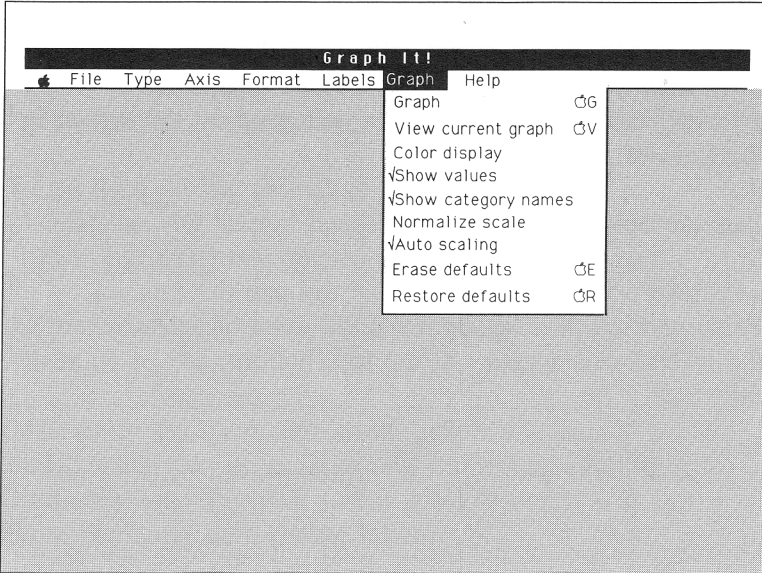 Graph It!
File Type Axis Format Labels Graph Help
Graph G
View current graph V
Color display
√Show values
√Show category names
Normalize scale
√Auto scaling
Erase defaults E
Restore defaults R